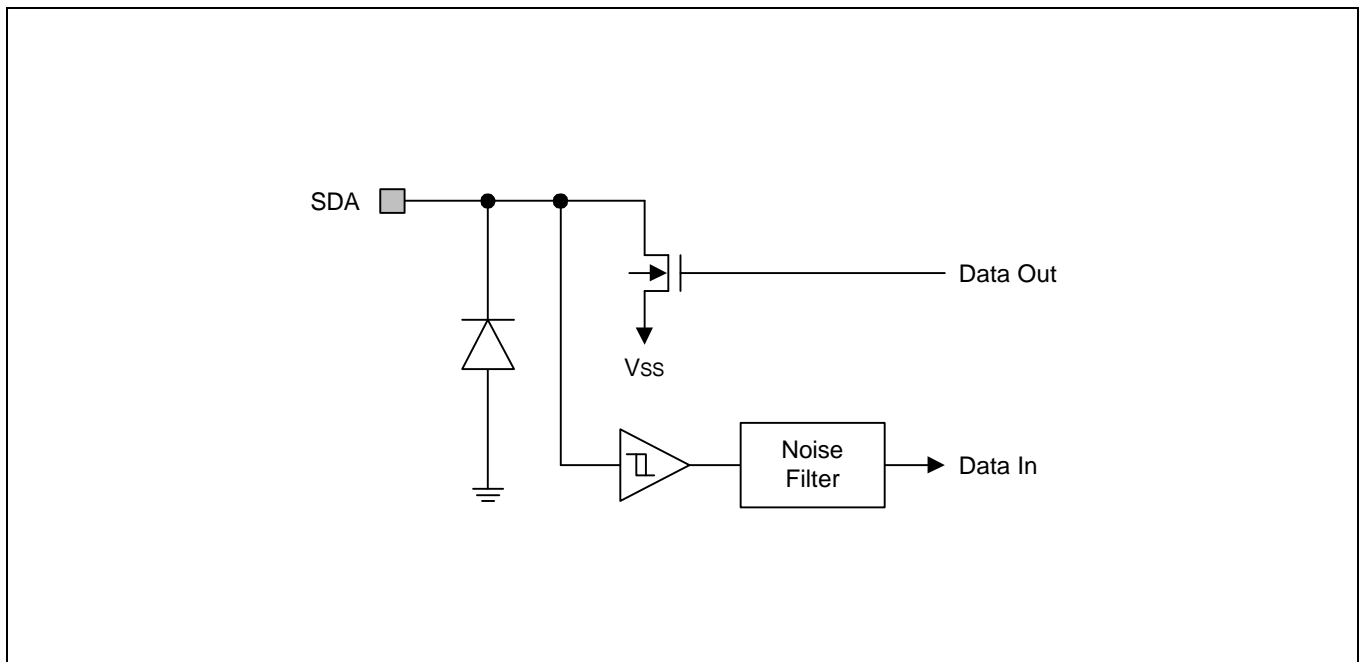 SDA
Data Out
VSS
Noise
Filter
Data In